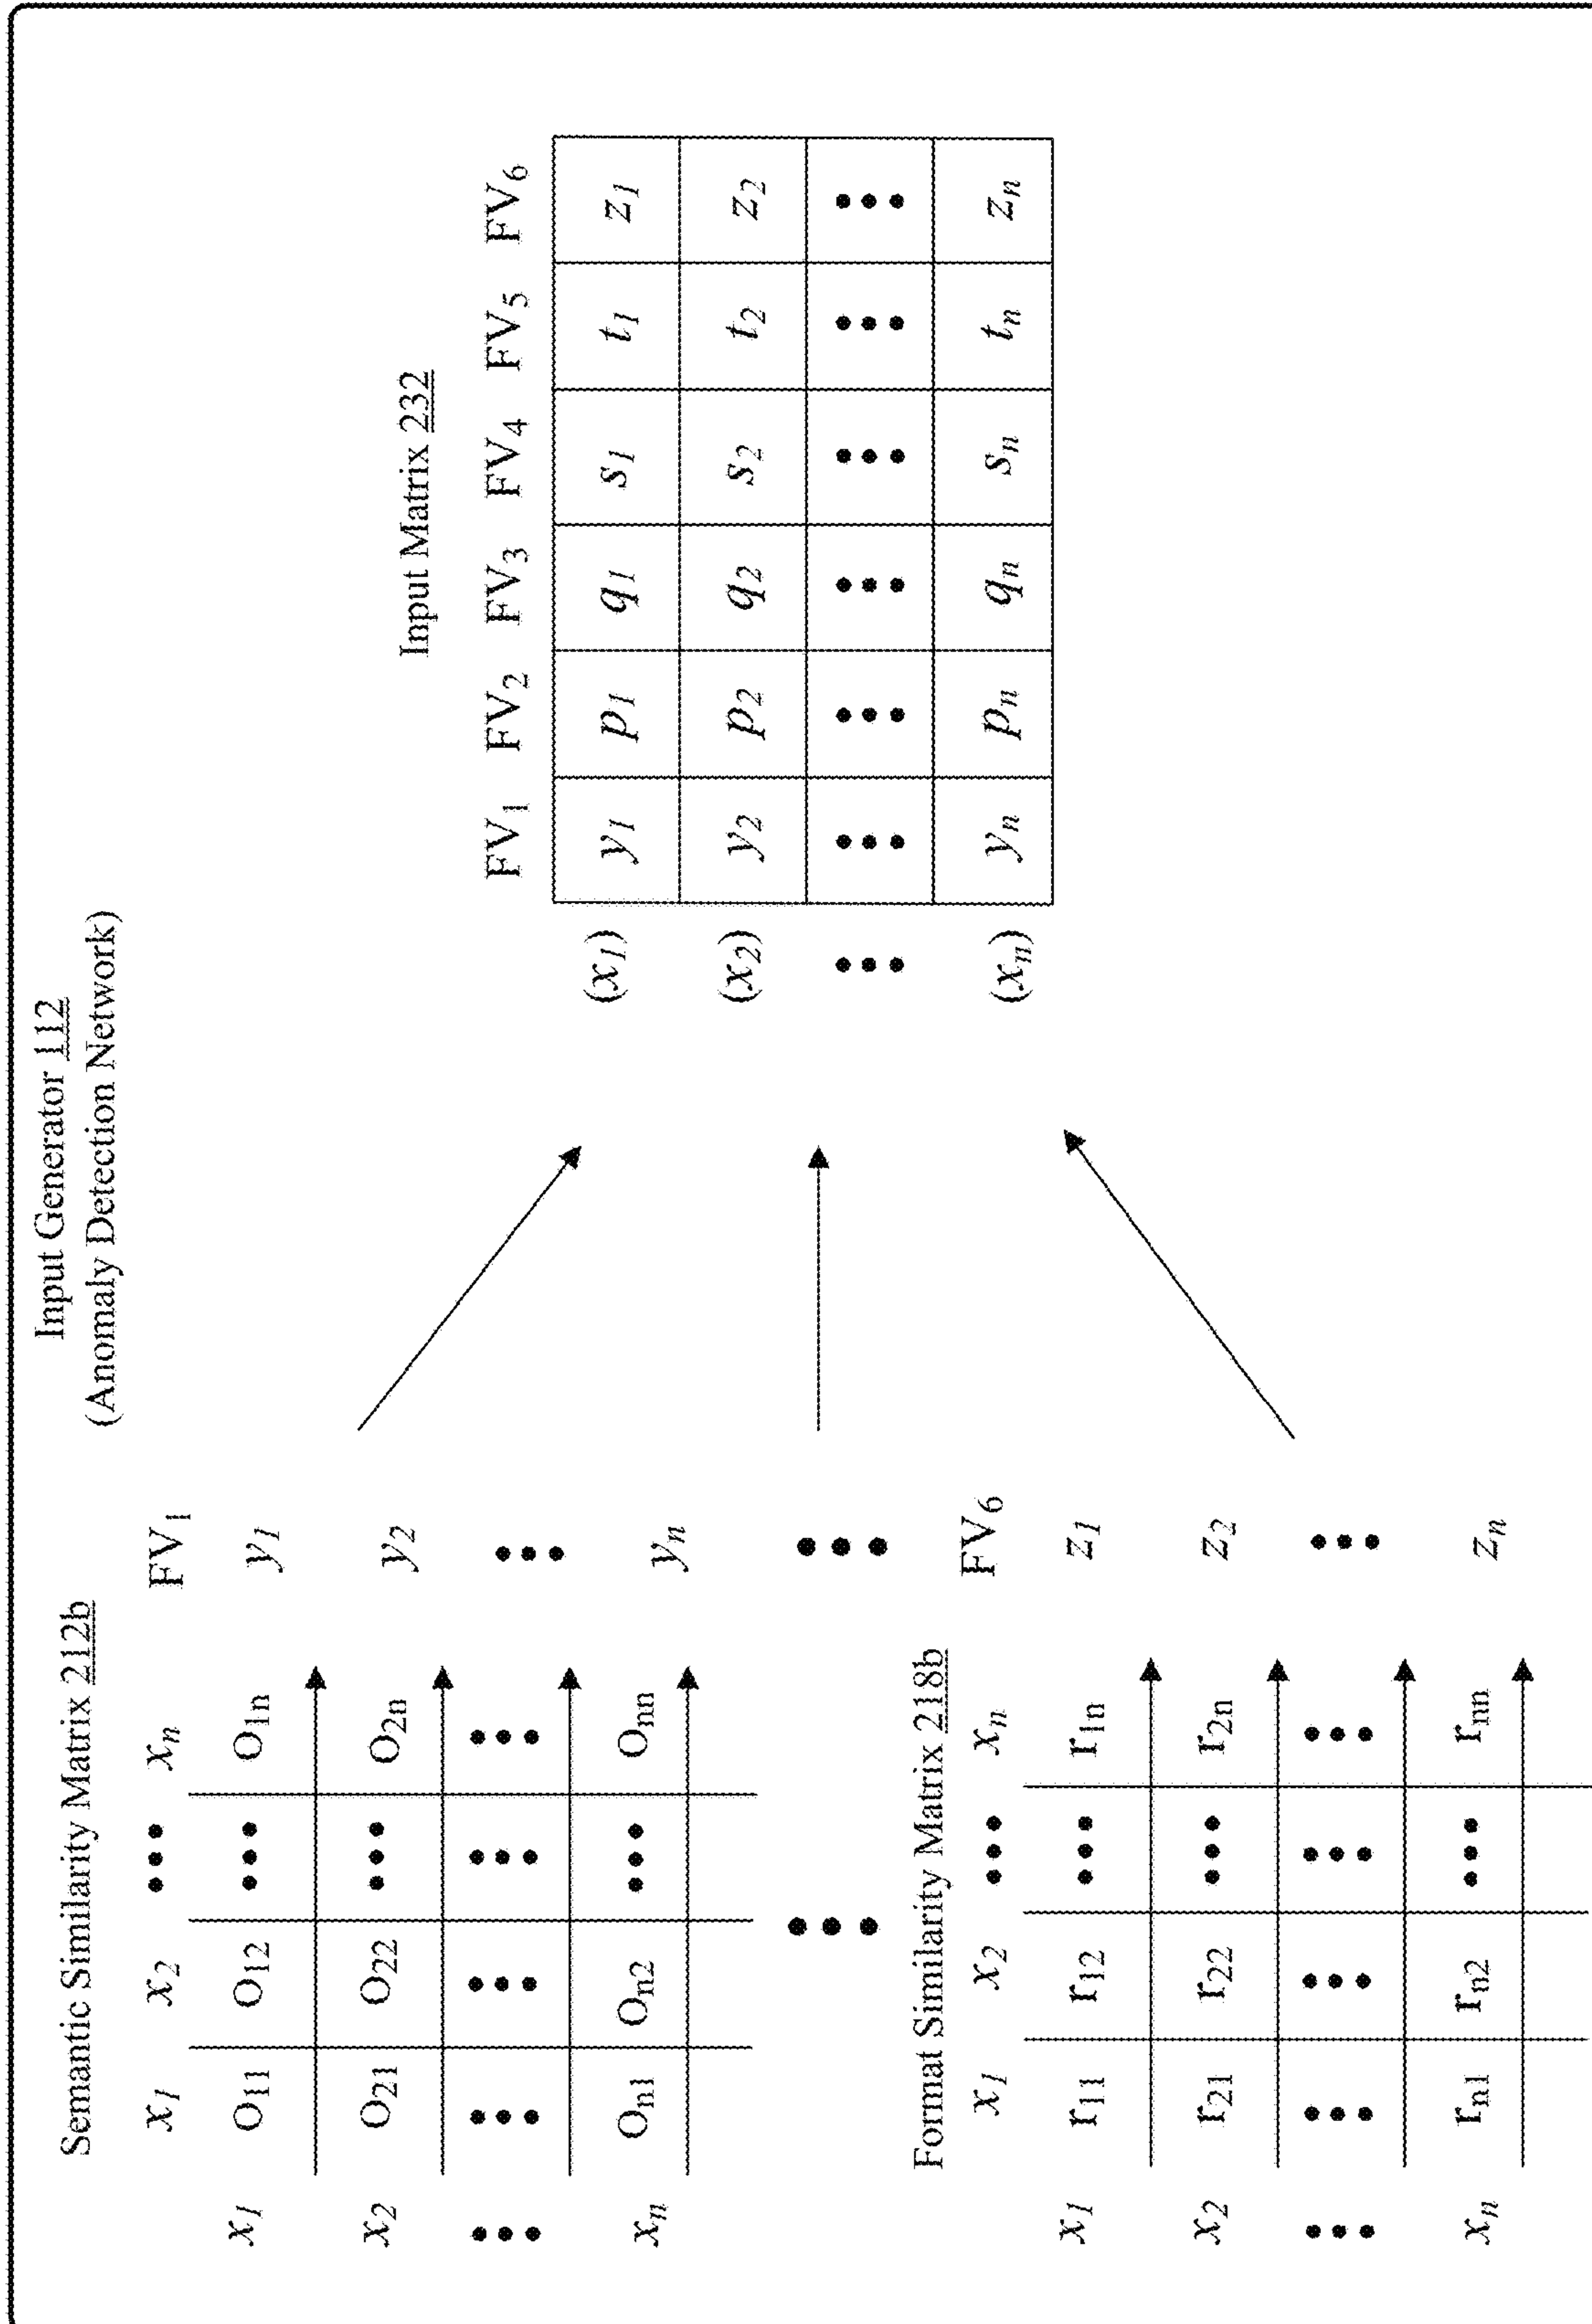 Input Generator 112
(Anomaly Detection Network)
Semantic Similarity Matrix 212b
x1 x2 ••• xn FV1
x1 O11 O12 ••• O1n y1
x2 O21 O22 ••• O2n y2
••• ••• ••• ••• ••• •••
xn On1 On2 ••• Onn yn
••• •••
Format Similarity Matrix 218b
x1 x2 ••• xn FV6
x1 r11 r12 ••• r1n z1
x2 r21 r22 ••• r2n z2
••• ••• ••• ••• ••• •••
xn rn1 rn2 ••• rnn zn
Input Matrix 232
FV1 FV2 FV3 FV4 FV5 FV6
(x1) y1 p1 q1 s1 t1 z1
(x2) y2 p2 q2 s2 t2 z2
••• ••• ••• ••• ••• ••• •••
(xn) yn pn qn sn tn zn